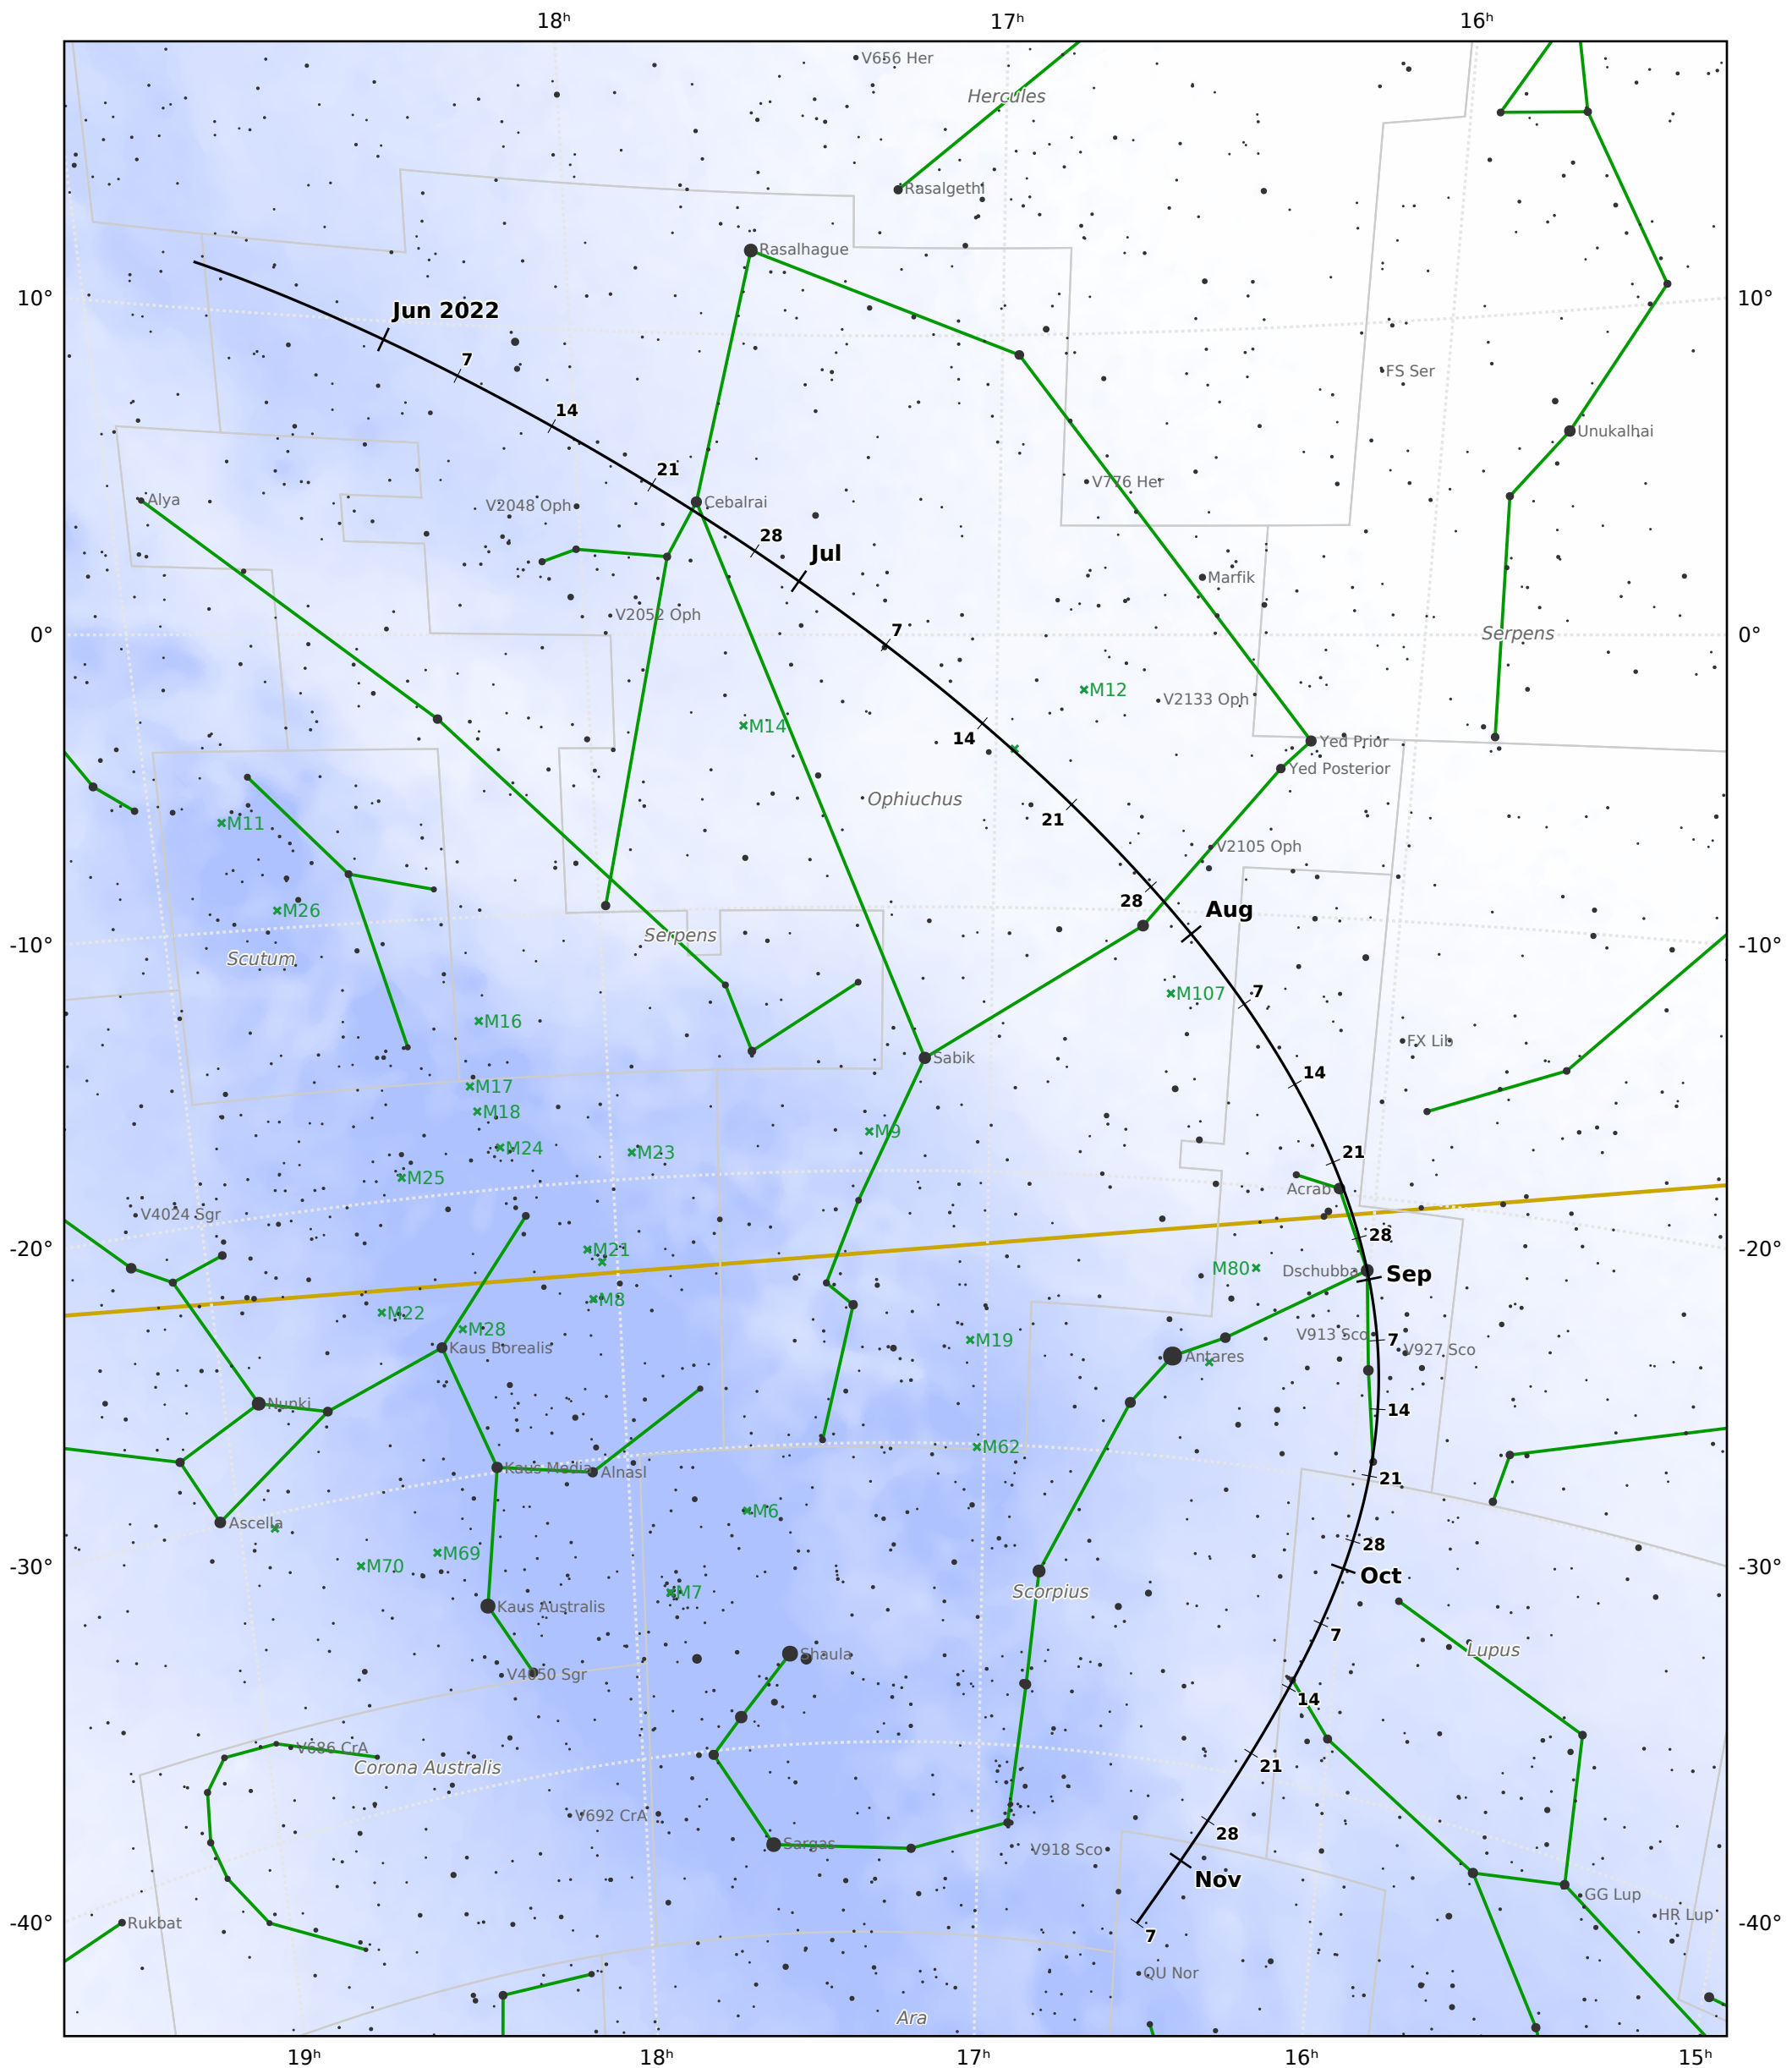 18ʰ 17ʰ 16ʰ
V656 Her
Hercules
Rasalgethi
Rasalhague
10° 10°
Jun 2022
7
FS Ser
14
Unukalhai
21
V776 Her
Alya
V2048 Oph
Cebalrai
28
Jul
Marfik
V2052 Oph
7
0° Serpens 0°
M12
V2133 Oph
M14
14
Yed Prior
Yed Posterior
Ophiuchus
21
M11
V2105 Oph
28
M26
Aug
Serpens
-10° -10°
Scutum
7
M107
M16
FX Lib
Sabik
14
M17
M18
M9
M24
M23
21
M25
Acrab
V4024 Sgr
28
-20° -20°
M21
M80
Dschubba
Sep
M8
M22
M28
V913 Sco
7
M19
Kaus Borealis
V927 Sco
Antares
Nunki
14
M62
Kaus Media
Alnasl
21
M6
Ascella
28
M69
M70
-30° -30°
Oct
Scorpius
M7
Kaus Australis
7
Lupus
Shaula
V4050 Sgr
14
V686 CrA
21
Corona Australis
V692 CrA
28
Sargas
V918 Sco
Nov
GG Lup
HR Lup
Rukbat
-40° -40°
7
QU Nor
Ara
19ʰ 18ʰ 17ʰ 16ʰ 15ʰ